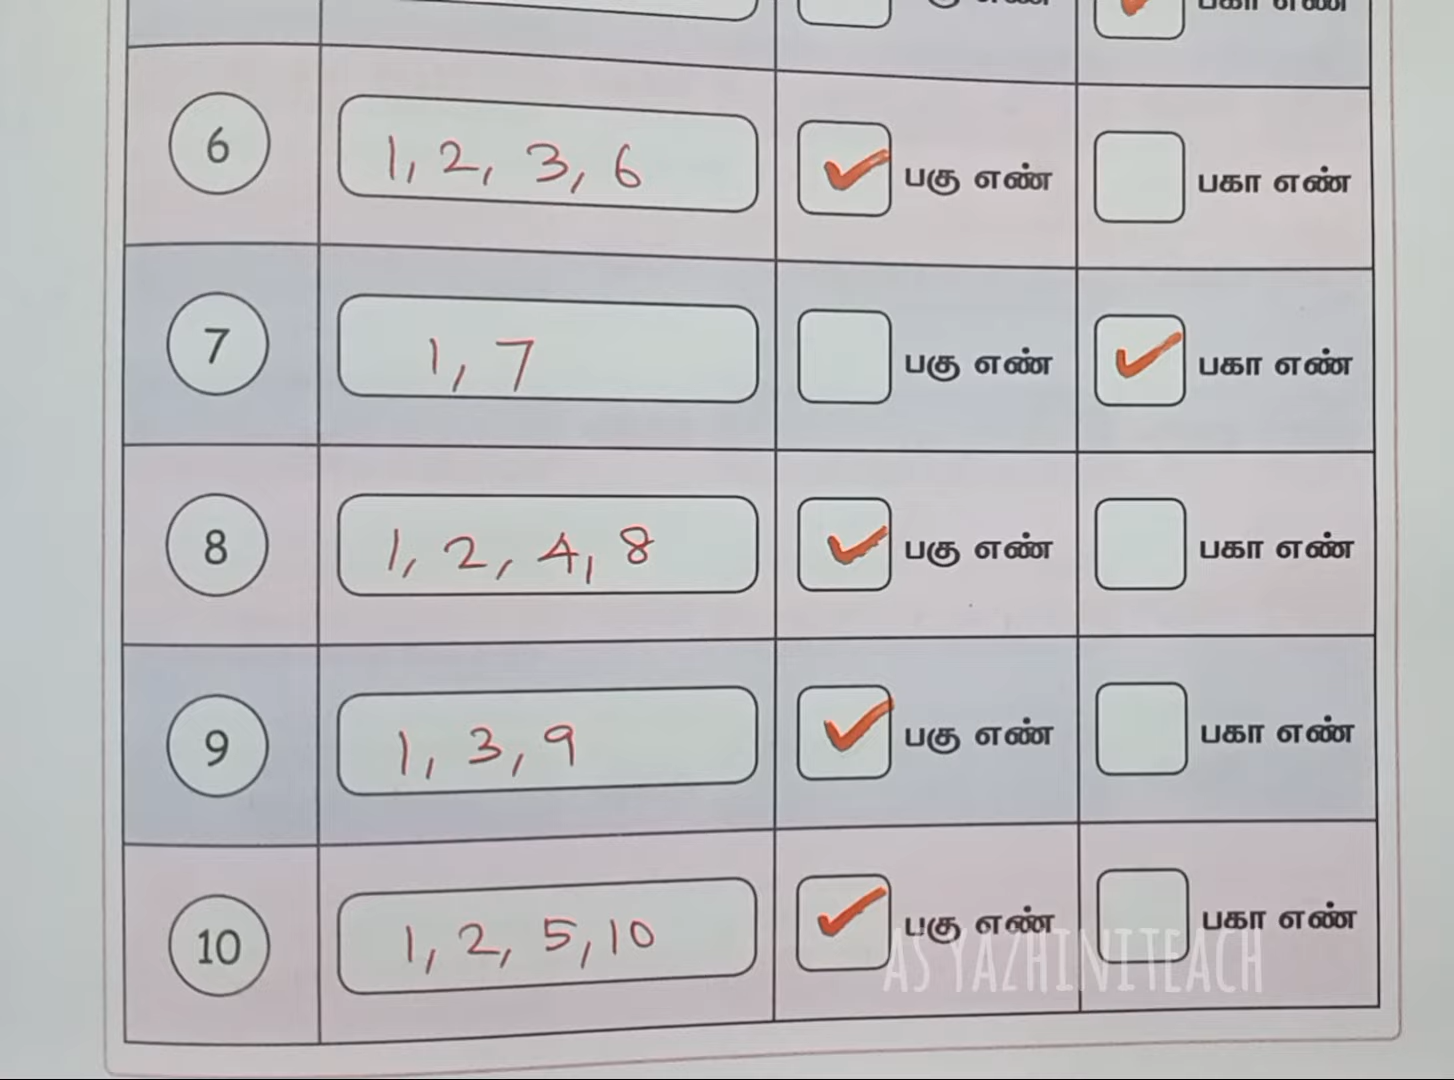 பகா எண்
6 1, 2, 3, 6 பகு எண் பகா எண்
7 1, 7 பகு எண் பகா எண்
8 1, 2, 4, 8 பகு எண் பகா எண்
9 1, 3, 9 பகு எண் பகா எண்
10 1, 2, 5, 10 பகு எண் பகா எண்
AS YAZHINITEACH